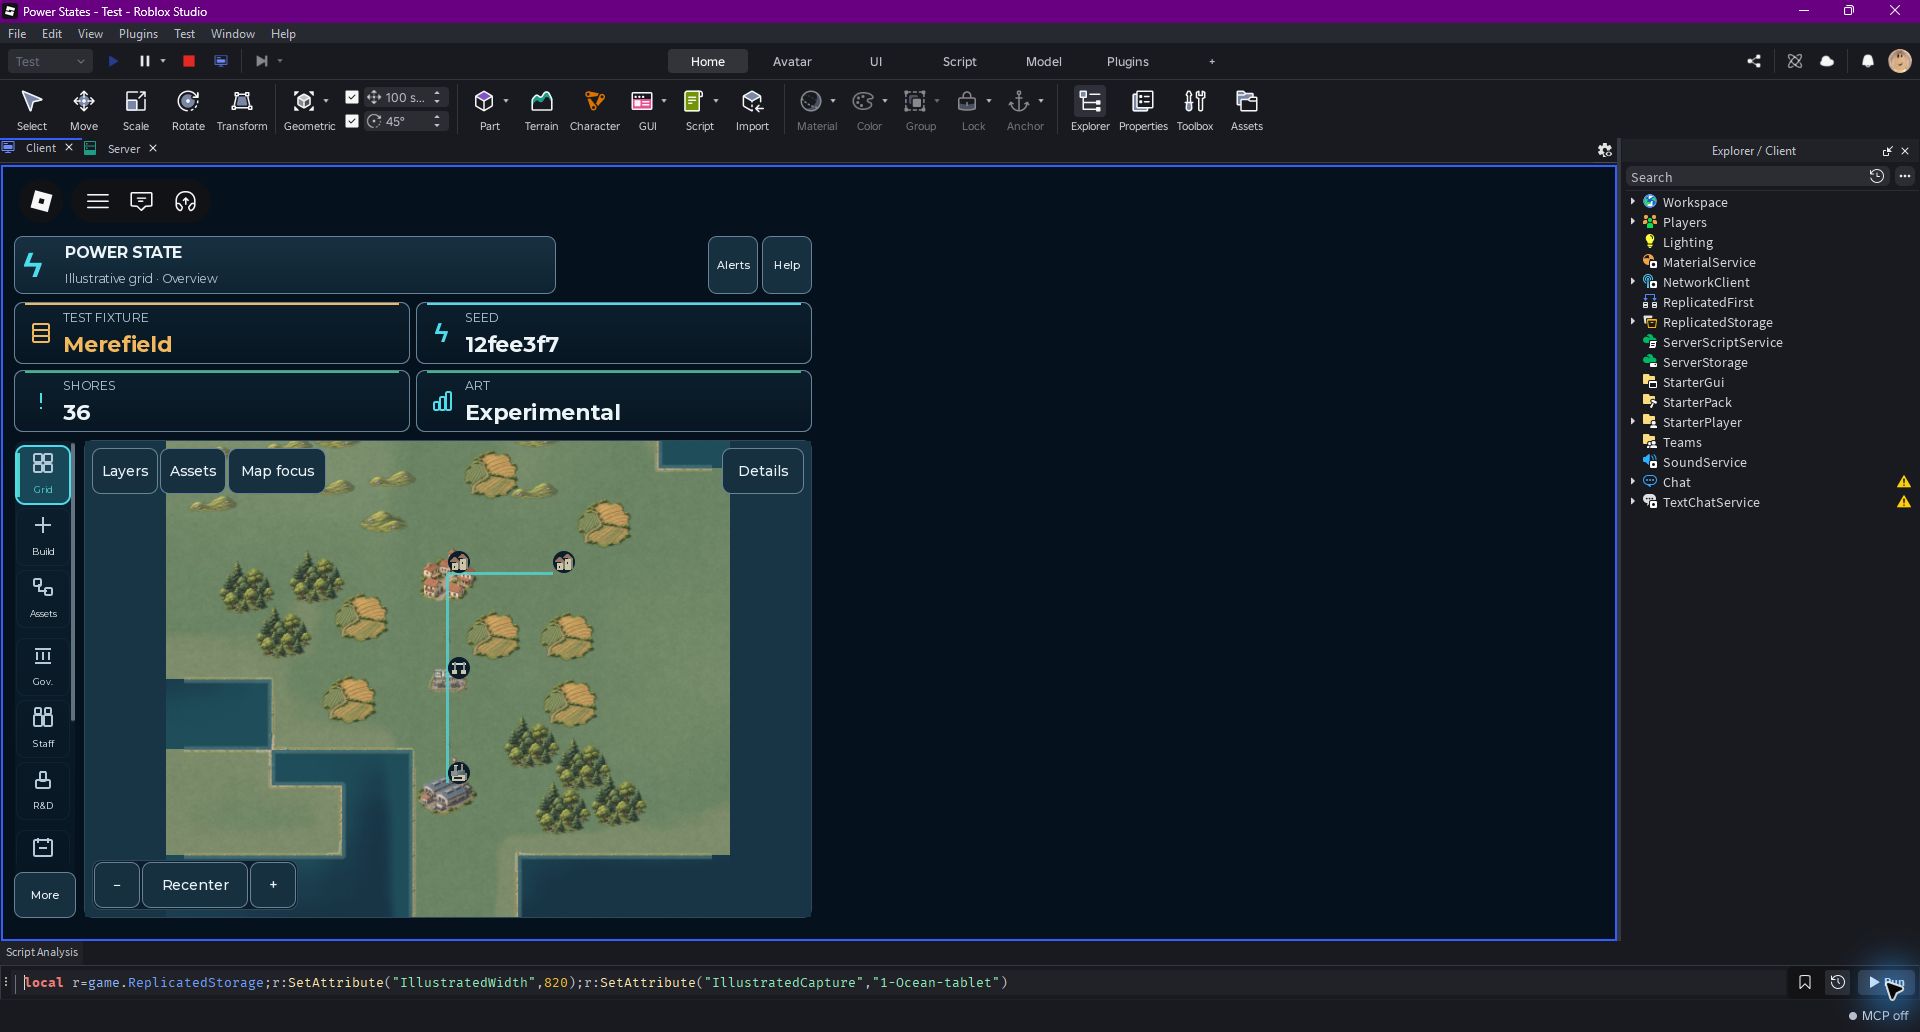 Power States - Test - Roblox Studio
File Edit View Plugins Test Window Help
Test
Home Avatar UI Script Model Plugins +
Select Move Scale Rotate Transform Geometric 100 s... 45° Part Terrain Character GUI Script Import Material Color Group Lock Anchor Explorer Properties Toolbox Assets
Client Server
Explorer / Client
Search
Workspace
Players
Lighting
MaterialService
NetworkClient
ReplicatedFirst
ReplicatedStorage
ServerScriptService
ServerStorage
StarterGui
StarterPack
StarterPlayer
Teams
SoundService
Chat
TextChatService
POWER STATE
Illustrative grid · Overview
Alerts Help
TEST FIXTURE
Merefield
SEED
12fee3f7
SHORES
36
ART
Experimental
Grid
Build
Assets
Gov.
Staff
R&D
More
Layers Assets Map focus Details
− Recenter +
Script Analysis
local r=game.ReplicatedStorage;r:SetAttribute("IllustratedWidth",820);r:SetAttribute("IllustratedCapture","1-Ocean-tablet")
MCP off